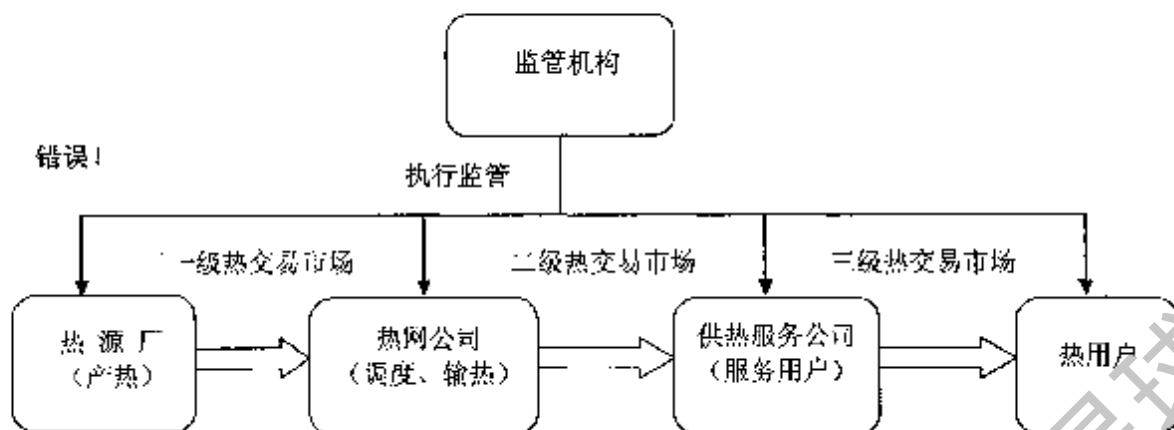 监管机构
错误！
执行监管
一级热交易市场
二级热交易市场
三级热交易市场
热源厂
（产热）
热网公司
（调度、输热）
供热服务公司
（服务用户）
热用户